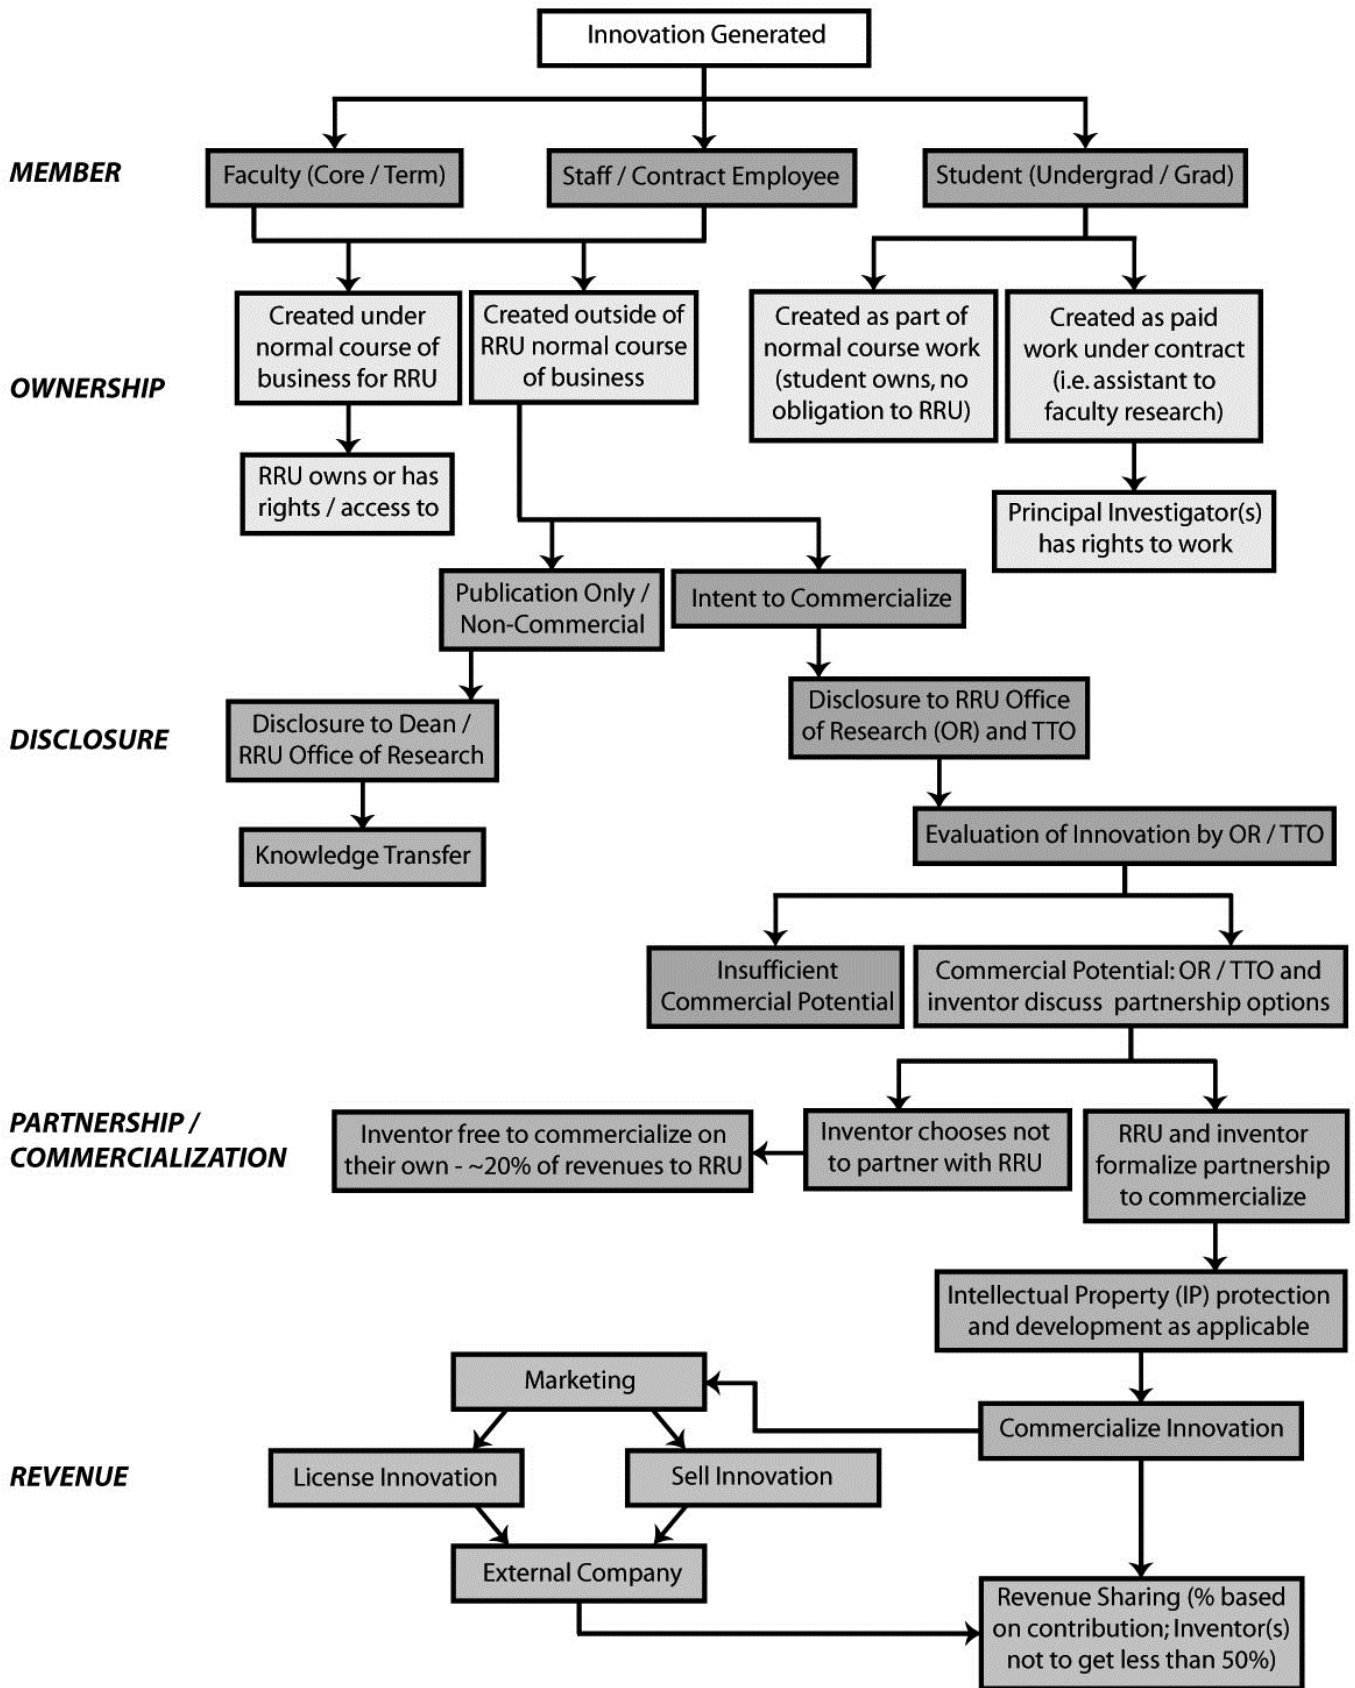 Innovation Generated
MEMBER
Faculty (Core / Term)
Staff / Contract Employee
Student (Undergrad / Grad)
OWNERSHIP
Created under
normal course of
business for RRU
Created outside of
RRU normal course
of business
Created as part of
normal course work
(student owns, no
obligation to RRU)
Created as paid
work under contract
(i.e. assistant to
faculty research)
RRU owns or has
rights / access to
Principal Investigator(s)
has rights to work
Publication Only /
Non-Commercial
Intent to Commercialize
DISCLOSURE
Disclosure to Dean /
RRU Office of Research
Disclosure to RRU Office
of Research (OR) and TTO
Knowledge Transfer
Evaluation of Innovation by OR / TTO
Insufficient
Commercial Potential
Commercial Potential: OR / TTO and
inventor discuss partnership options
PARTNERSHIP /
COMMERCIALIZATION
Inventor free to commercialize on
their own - ~20% of revenues to RRU
Inventor chooses not
to partner with RRU
RRU and inventor
formalize partnership
to commercialize
Intellectual Property (IP) protection
and development as applicable
Marketing
Commercialize Innovation
REVENUE
License Innovation
Sell Innovation
External Company
Revenue Sharing (% based
on contribution; Inventor(s)
not to get less than 50%)